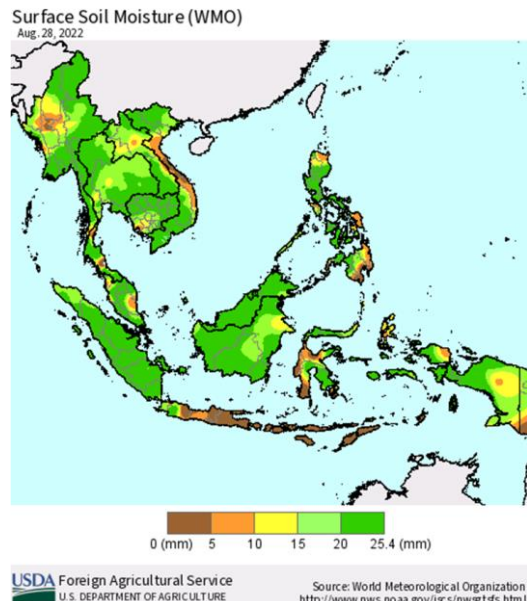 Surface Soil Moisture (WMO)
Aug. 28, 2022
0 (mm) 5 10 15 20 25.4 (mm)
USDA Foreign Agricultural Service
U.S. DEPARTMENT OF AGRICULTURE
Source: World Meteorological Organization